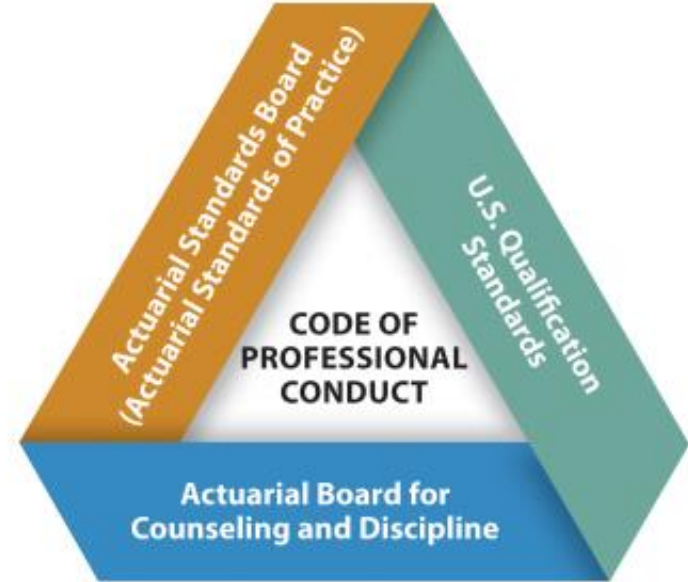 Actuarial Standards Board
(Actuarial Standards of Practice)
U.S. Qualification
Standards
CODE OF
PROFESSIONAL
CONDUCT
Actuarial Board for
Counseling and Discipline